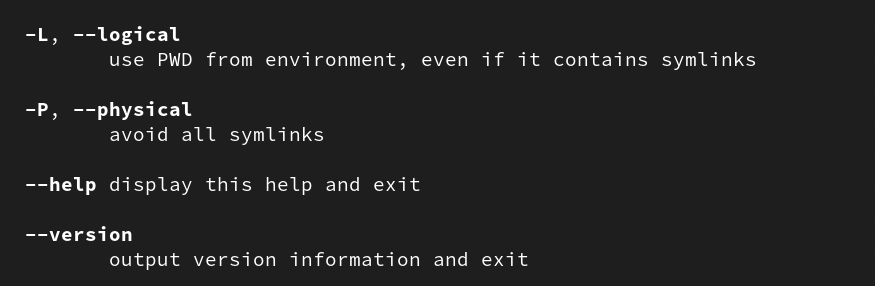 -L, --logical
use PWD from environment, even if it contains symlinks
-P, --physical
avoid all symlinks
--help display this help and exit
--version
output version information and exit